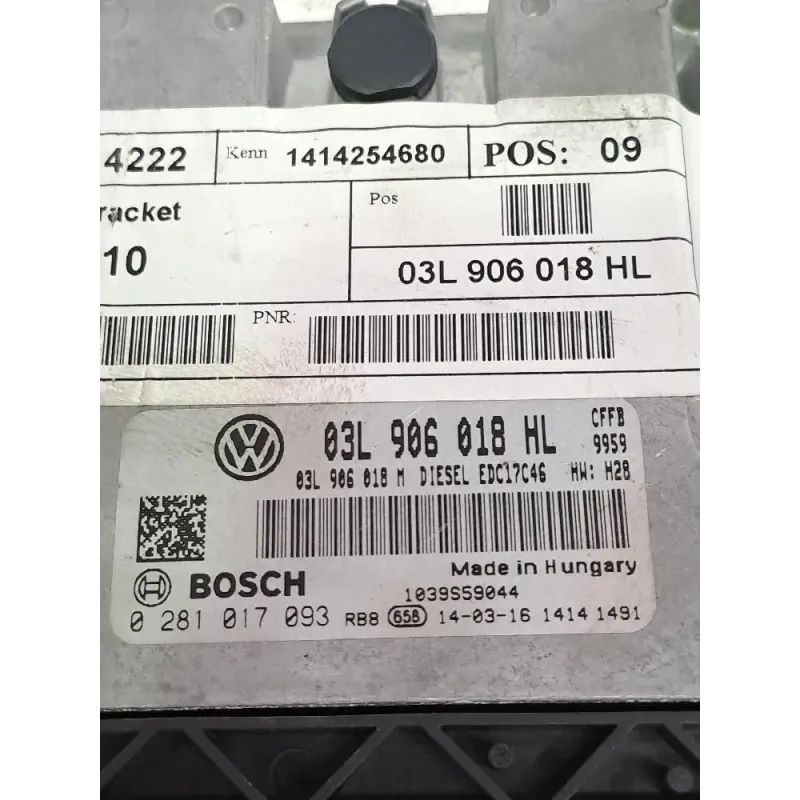 4222 Kenn 1414254680 POS: 09
racket Pos
10 03L 906 018 HL
PNR:
03L 906 018 HL CFFB
9959
03L 906 018 M DIESEL EDC17C46 HW: H28
Made in Hungary
BOSCH 1039S59044
0 281 017 093 RB8 658 14-03-16 1414 1491